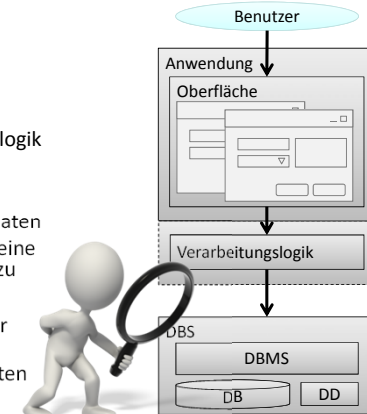 Benutzer
Anwendung
Oberfläche
logik
aten
eine
zu
Verarbeitungslogik
r
ten
DBS
DBMS
DB
DD